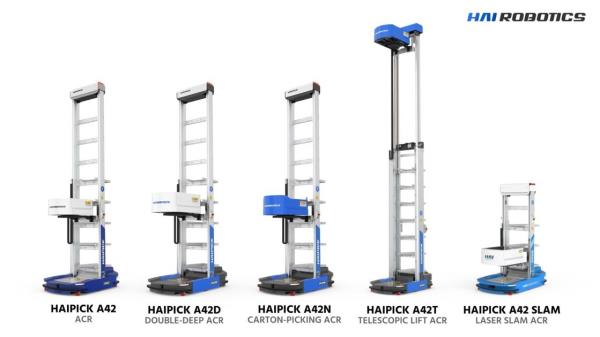 HAI ROBOTICS
HAIPICK A42
ACR
HAIPICK A42D
DOUBLE-DEEP ACR
HAIPICK A42N
CARTON-PICKING ACR
HAIPICK A42T
TELESCOPIC LIFT ACR
HAIPICK A42 SLAM
LASER SLAM ACR